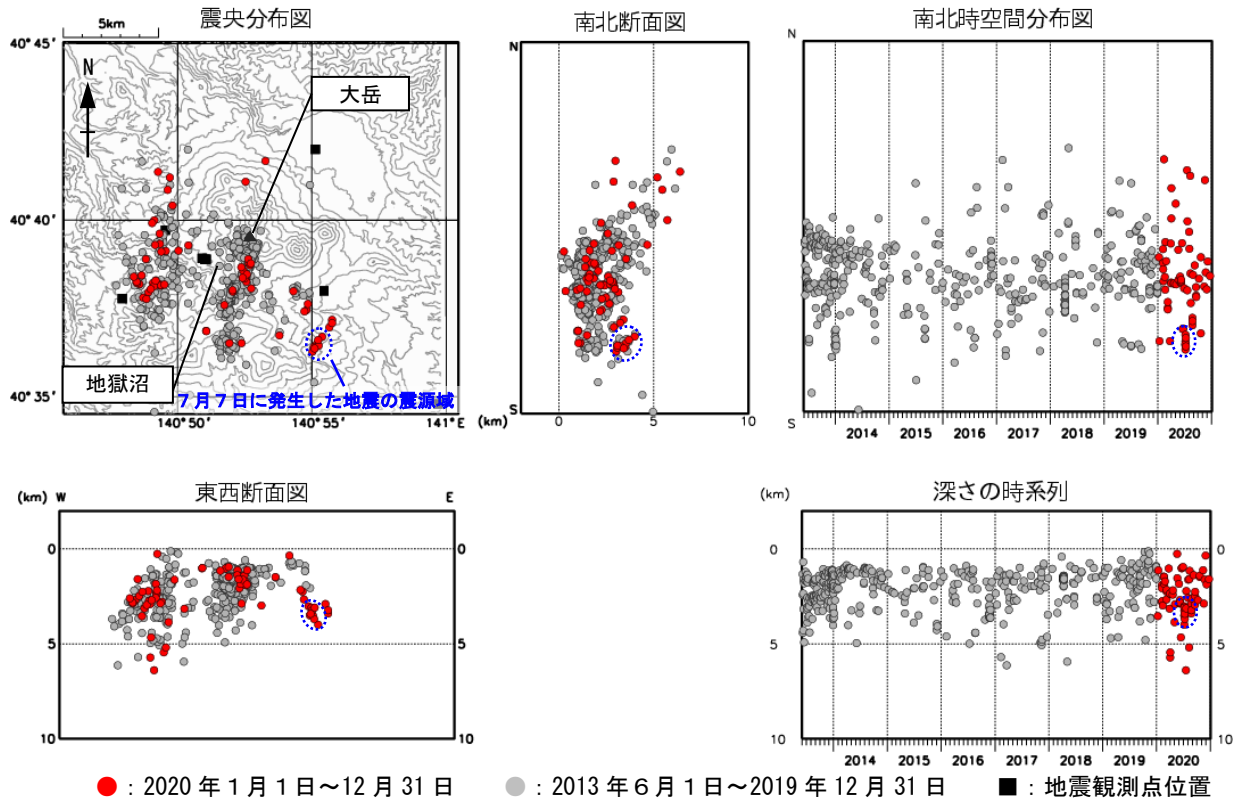 震央分布図
5km
40°45′
N
大岳
40°40′
地獄沼
7月7日に発生した地震の震源域
40°35′
140°50′
140°55′
141°E
南北断面図
N
S
(km)
0
5
10
南北時空間分布図
N
S
2014
2015
2016
2017
2018
2019
2020
東西断面図
(km) W
E
0
0
5
5
10
10
深さの時系列
(km)
0
0
5
5
10
10
2014
2015
2016
2017
2018
2019
2020
：2020 年１月１日～12 月 31 日
：2013 年６月１日～2019 年 12 月 31 日
：地震観測点位置